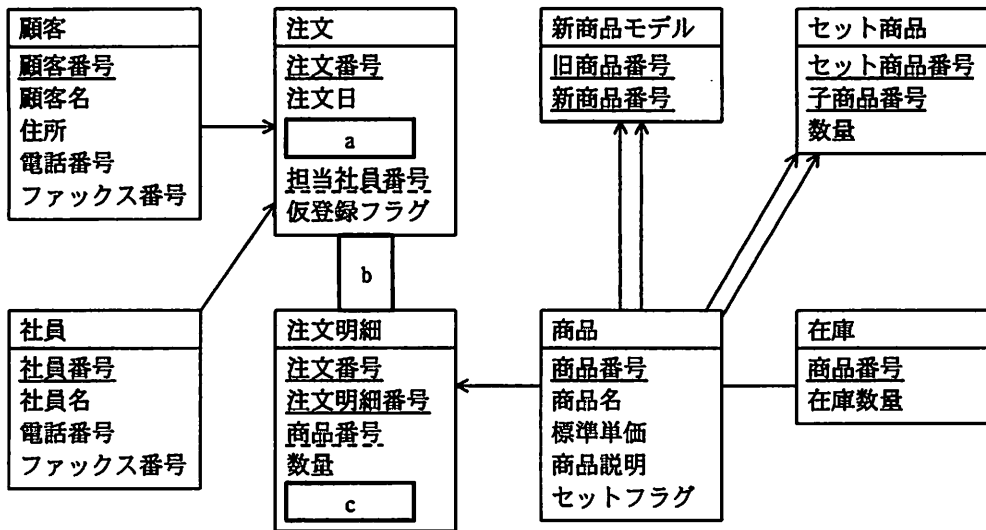 顧客
顧客番号
顧客名
住所
電話番号
ファックス番号
注文
注文番号
注文日
a
担当社員番号
仮登録フラグ
b
新商品モデル
旧商品番号
新商品番号
セット商品
セット商品番号
子商品番号
数量
社員
社員番号
社員名
電話番号
ファックス番号
注文明細
注文番号
注文明細番号
商品番号
数量
c
商品
商品番号
商品名
標準単価
商品説明
セットフラグ
在庫
商品番号
在庫数量